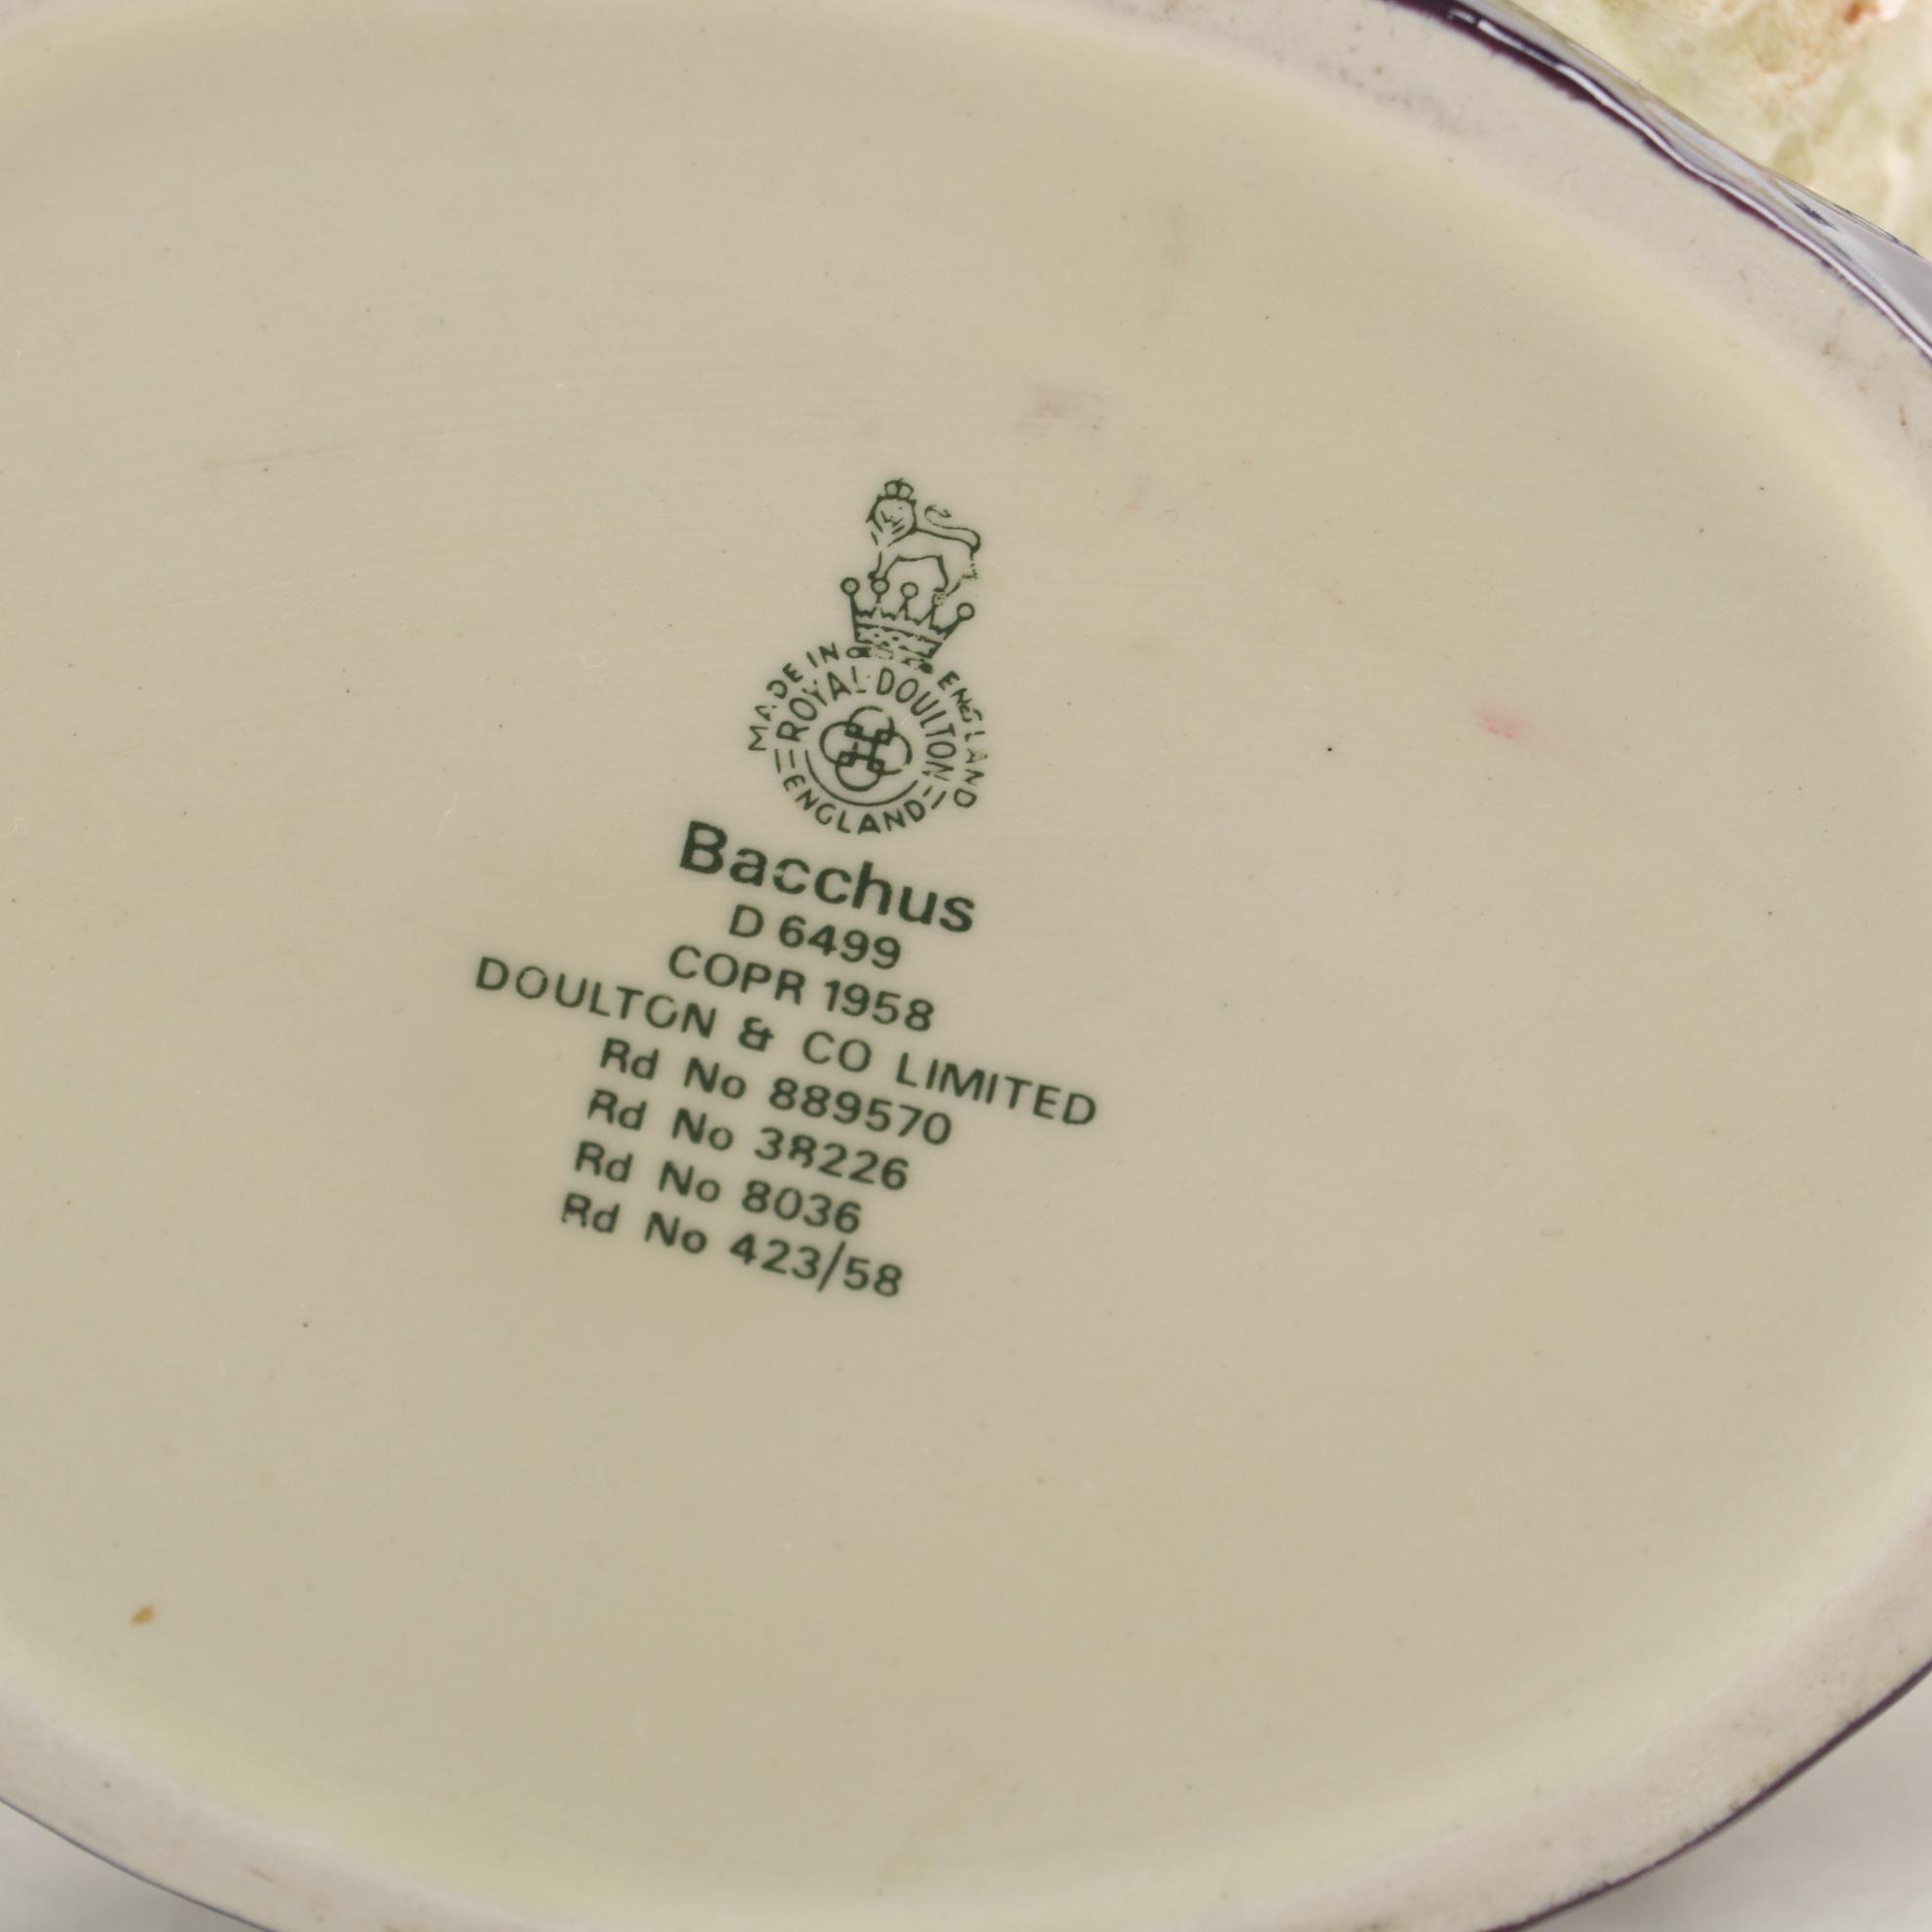 MADE IN ENGLAND
ROYAL DOULTON
ENGLAND
Bacchus
D 6499
COPR 1958
DOULTON & CO LIMITED
Rd No 889570
Rd No 38226
Rd No 8036
Rd No 423/58